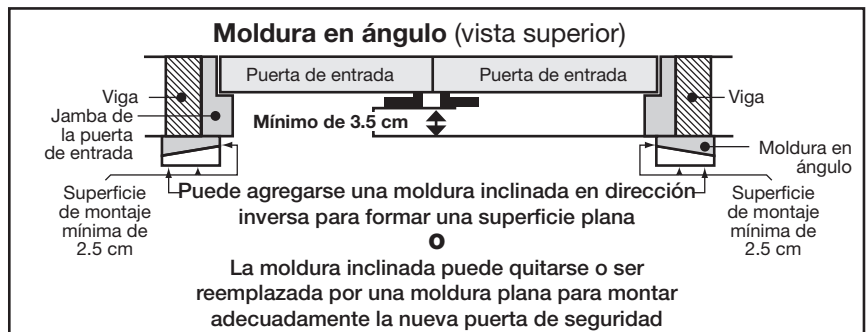 Moldura en ángulo (vista superior)
Puerta de entrada
Puerta de entrada
Viga
Jamba de
la puerta
de entrada
Mínimo de 3.5 cm
Viga
Moldura en
ángulo
Superficie
de montaje
mínima de
2.5 cm
Puede agregarse una moldura inclinada en dirección
inversa para formar una superficie plana
o
La moldura inclinada puede quitarse o ser
reemplazada por una moldura plana para montar
adecuadamente la nueva puerta de seguridad
Superficie
de montaje
mínima de
2.5 cm